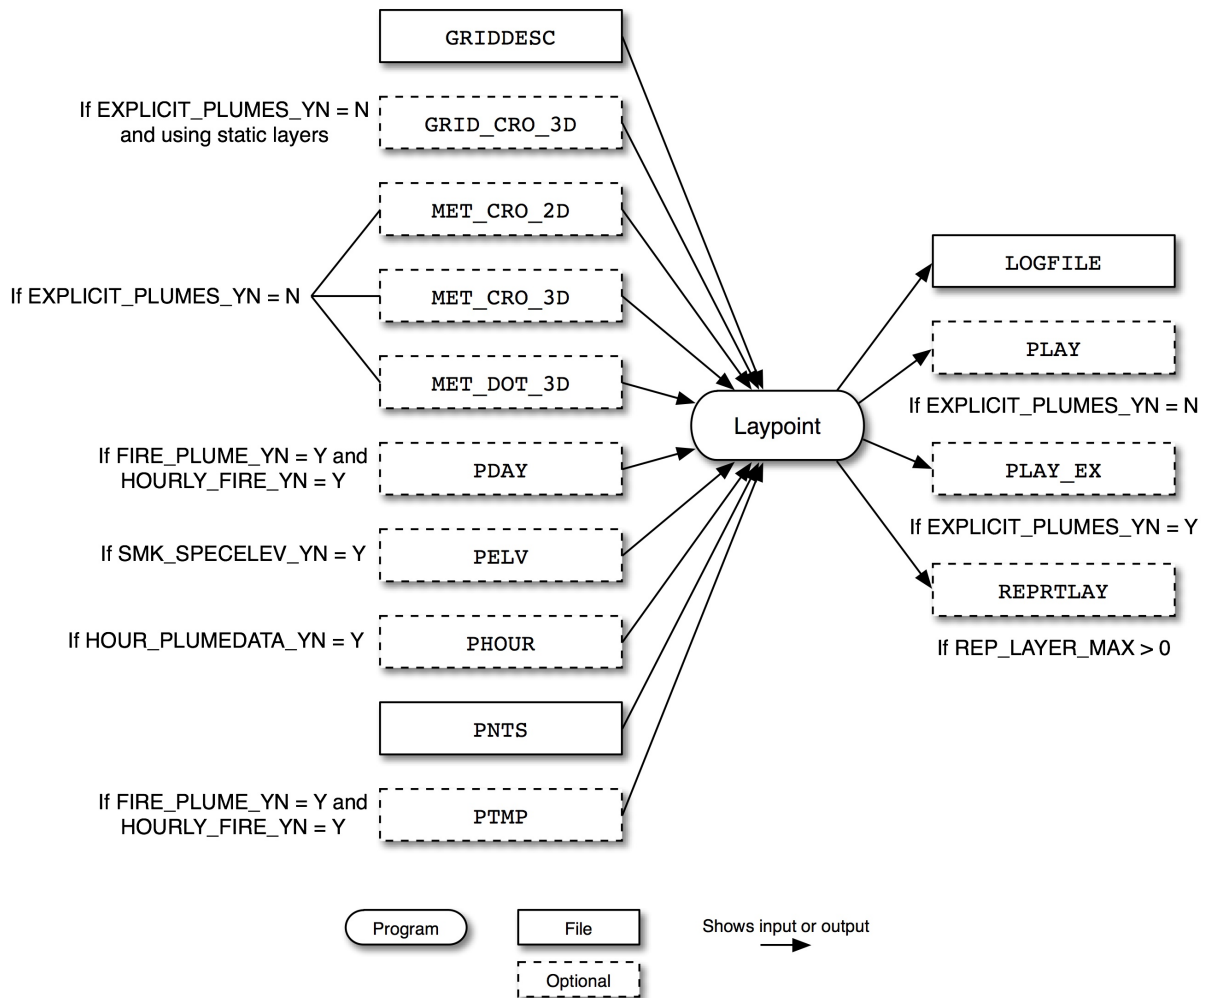 GRIDDESC
If EXPLICIT_PLUMES_YN = N
and using static layers
GRID_CRO_3D
MET_CRO_2D
If EXPLICIT_PLUMES_YN = N
MET_CRO_3D
MET_DOT_3D
If FIRE_PLUME_YN = Y and
HOURLY_FIRE_YN = Y
PDAY
If SMK_SPECELEV_YN = Y
PELV
If HOUR_PLUMEDATA_YN = Y
PHOUR
PNTS
If FIRE_PLUME_YN = Y and
HOURLY_FIRE_YN = Y
PTMP
Laypoint
LOGFILE
PLAY
If EXPLICIT_PLUMES_YN = N
PLAY_EX
If EXPLICIT_PLUMES_YN = Y
REPRTLAY
If REP_LAYER_MAX > 0
Program
File
Optional
Shows input or output